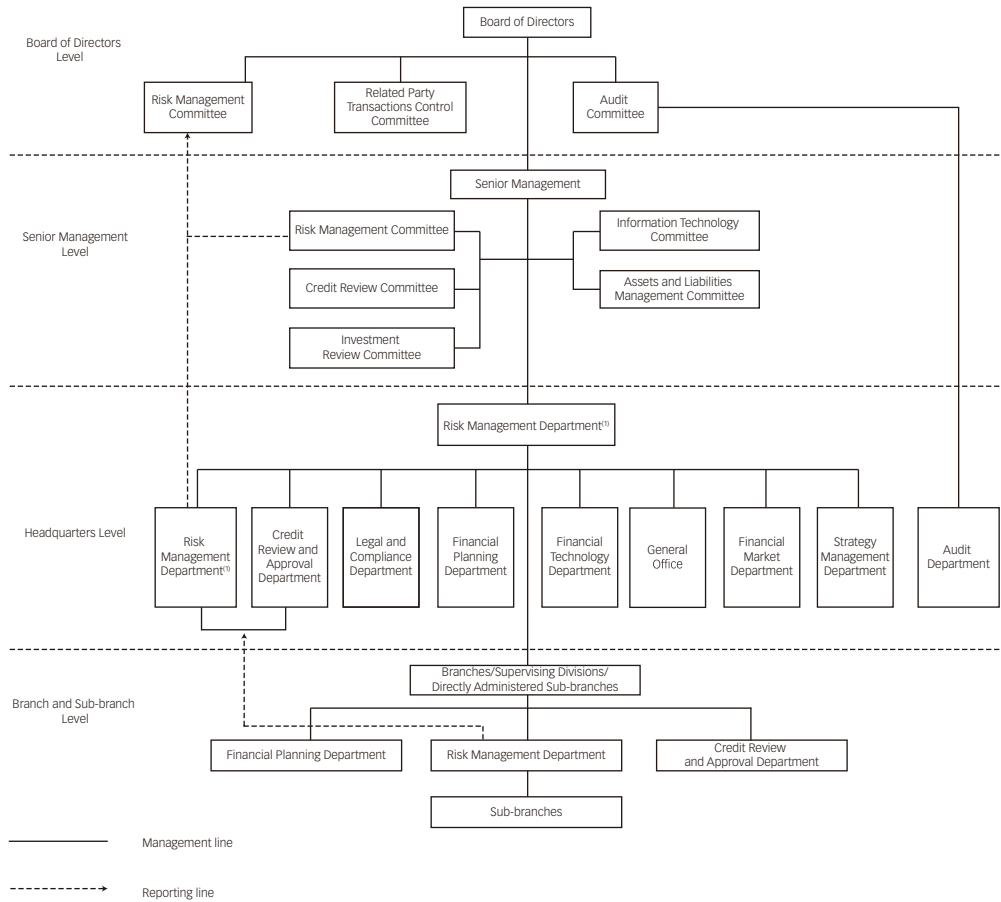 Board of Directors
Board of Directors
Level
Risk Management
Committee
Related Party
Transactions Control
Committee
Audit
Committee
Senior Management
Senior Management
Level
Risk Management Committee
Information Technology
Committee
Credit Review Committee
Assets and Liabilities
Management Committee
Investment
Review Committee
Risk Management Department(1)
Headquarters Level
Risk
Management
Department(1)
Credit
Review and
Approval
Department
Legal and
Compliance
Department
Financial
Planning
Department
Financial
Technology
Department
General
Office
Financial
Market
Department
Strategy
Management
Department
Audit
Department
Branches/Supervising Divisions/
Directly Administered Sub-branches
Branch and Sub-branch
Level
Financial Planning Department
Risk Management Department
Credit Review
and Approval Department
Sub-branches
Management line
Reporting line